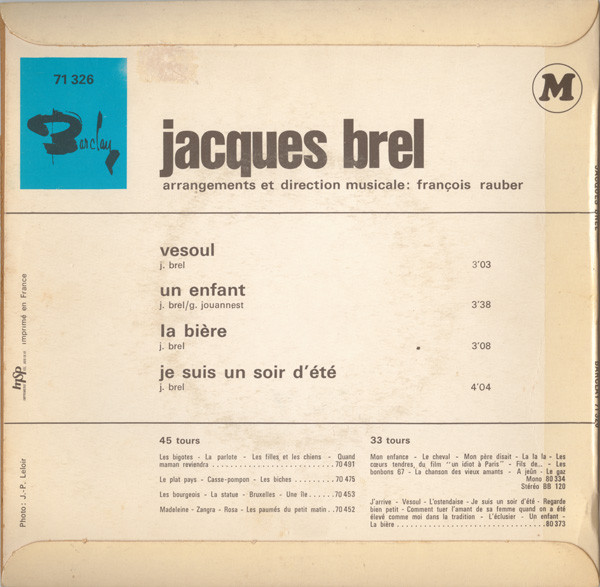 71 326
Barclay
M
jacques brel
arrangements et direction musicale: françois rauber
vesoul
j. brel 3'03
un enfant
j. brel/g. jouannest 3'38
la bière
j. brel 3'08
je suis un soir d'été
j. brel 4'04
imprimé en France
Photo: J.-P. Leloir
45 tours
Les bigotes - La parlote - Les filles et les chiens - Quand
maman reviendra 70 491
Le plat pays - Casse-pompon - Les biches 70 475
Les bourgeois - La statue - Bruxelles - Une île 70 453
Madeleine - Zangra - Rosa - Les paumés du petit matin 70 452
33 tours
Mon enfance - Le cheval - Mon père disait - La la la - Les
cœurs tendres du film "un idiot à Paris" - Fils de... - Les
bonbons 67 - La chanson des vieux amants - A jeûn - Le gaz
Mono 80 334
Stéréo BB 120
J'arrive - Vesoul - L'ostendaise - Je suis un soir d'été - Regarde
bien petit - Comment tuer l'amant de sa femme quand on a été
élevé comme moi dans la tradition - L'éclusier - Un enfant -
La bière 80 373